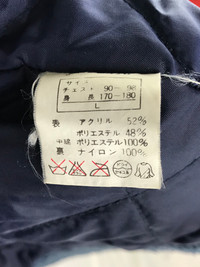 サイズ
チェスト 90-98
身 長 170-180
L
表 アクリル 52%
ポリエステル 48%
中綿 ポリエステル100%
裏 ナイロン 100%